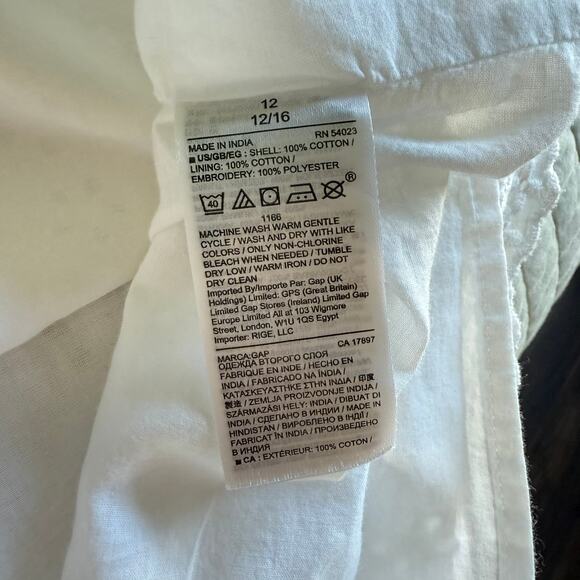 12
12/16
MADE IN INDIA RN 54023
■ US/GB/EG : SHELL: 100% COTTON /
LINING: 100% COTTON /
EMBROIDERY: 100% POLYESTER
40
®
1166
MACHINE WASH WARM GENTLE
CYCLE / WASH AND DRY WITH LIKE
COLORS / ONLY NON-CHLORINE
BLEACH WHEN NEEDED / TUMBLE
DRY LOW / WARM IRON / DO NOT
DRY CLEAN
Imported By/Importe Par: Gap (UK
Holdings) Limited: GPS (Great Britain)
Limited Gap Stores (Ireland) Limited Gap
Europe Limited All at 103 Wigmore
Street, London, W1U 1QS Egypt
Importer: RIGE, LLC
MARCA:GAP CA 17897
ОДЕЖДА ВТОРОГО СЛОЯ
FABRIQUE EN INDE / HECHO EN
INDIA / FABRICADO NA ÍNDIA /
ΚΑΤΑΣΚΕΥΑΣΤΗΚΕ ΣΤΗΝ ΙΝΔΙΑ / 印度
製造 / ZEMLJA PROIZVODNJE INDIJA /
SZÁRMAZÁSI HELY: INDIA / DIBUAT DI
INDIA / СДЕЛАНО В ИНДИИ / MADE IN
HINDISTAN / ВИРОБЛЕНО В ІНДІЇ /
FABRICAT ÎN INDIA / ПРОИЗВЕДЕНО
В ИНДИЯ
■ CA : EXTÉRIEUR: 100% COTON /